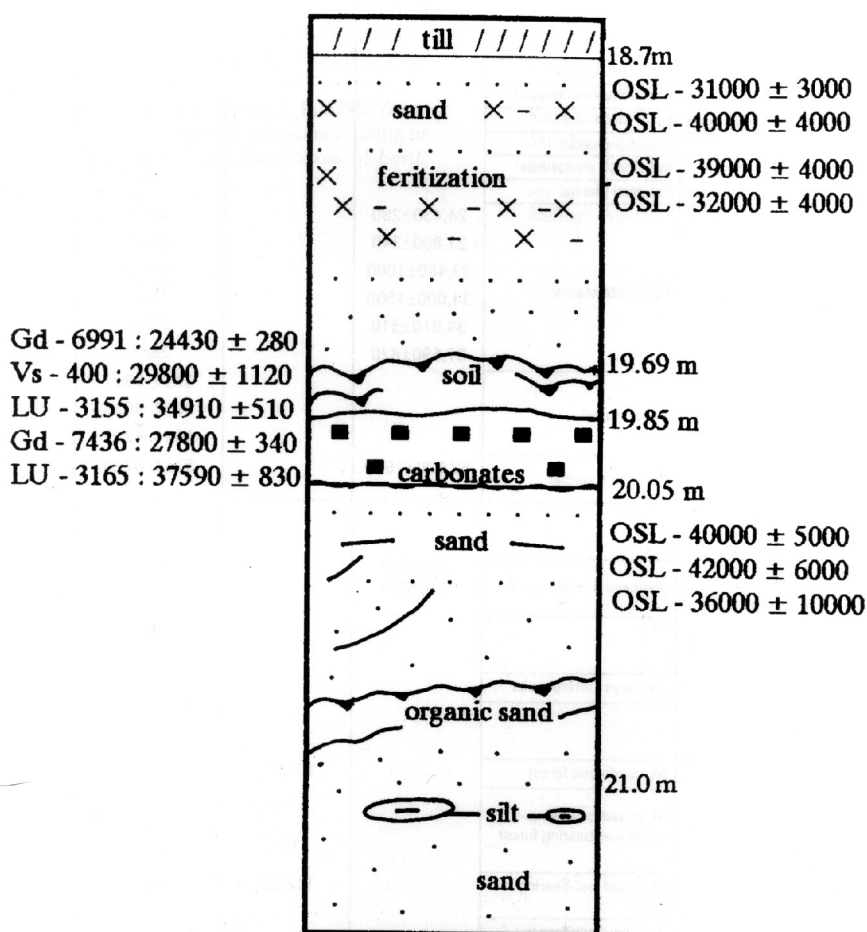 till
18.7m
OSL - 31000 ± 3000
sand
OSL - 40000 ± 4000
OSL - 39000 ± 4000
feritization
OSL - 32000 ± 4000
Gd - 6991 : 24430 ± 280
Vs - 400 : 29800 ± 1120
LU - 3155 : 34910 ±510
Gd - 7436 : 27800 ± 340
LU - 3165 : 37590 ± 830
19.69 m
soil
19.85 m
carbonates
20.05 m
sand
OSL - 40000 ± 5000
OSL - 42000 ± 6000
OSL - 36000 ± 10000
organic sand
21.0 m
silt
sand